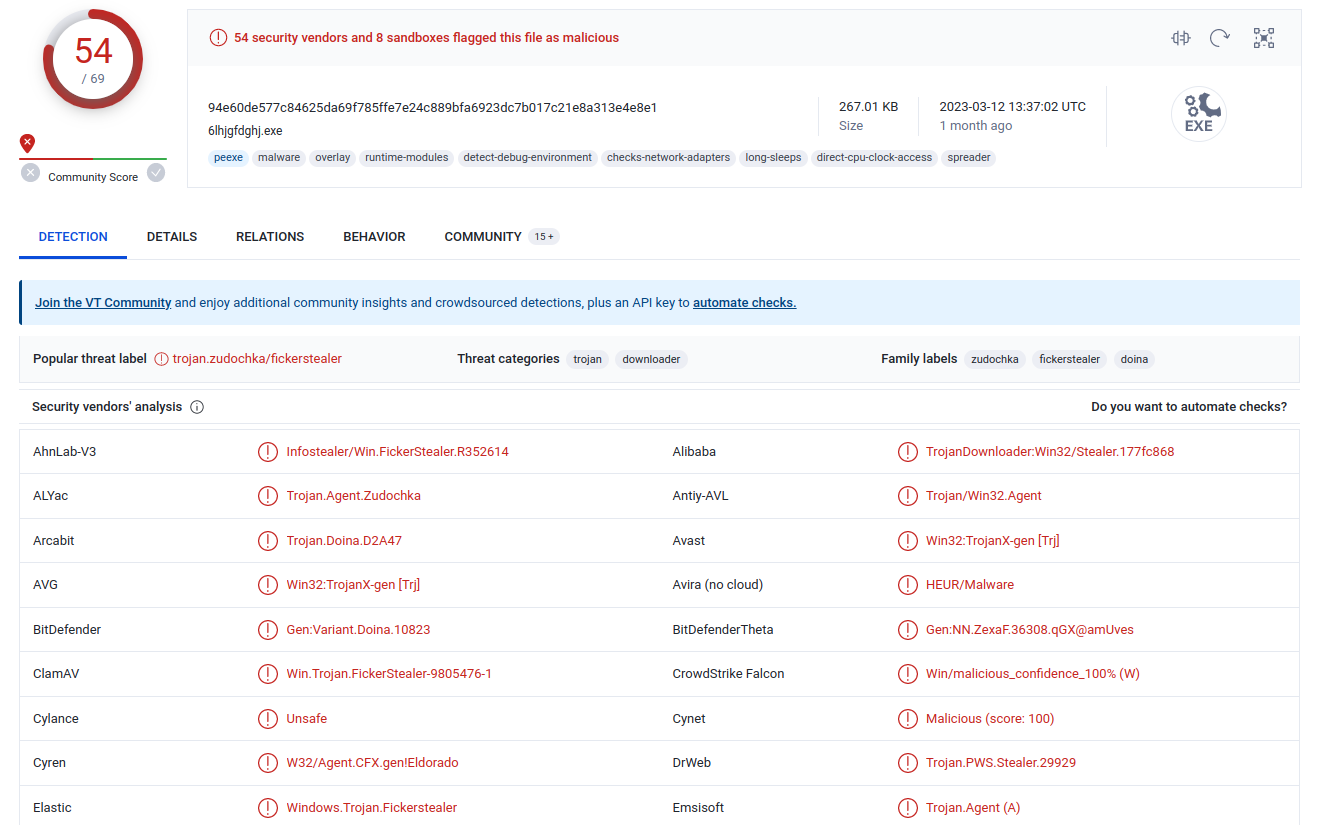 54
/ 69
54 security vendors and 8 sandboxes flagged this file as malicious
94e60de577c84625da69f785ffe7e24c889bfa6923dc7b017c21e8a313e4e8e1
6lhjgfdghj.exe
267.01 KB
Size
2023-03-12 13:37:02 UTC
1 month ago
EXE
peexe malware overlay runtime-modules detect-debug-environment checks-network-adapters long-sleeps direct-cpu-clock-access spreader
Community Score
DETECTION DETAILS RELATIONS BEHAVIOR COMMUNITY 15 +
Join the VT Community and enjoy additional community insights and crowdsourced detections, plus an API key to automate checks.
Popular threat label trojan.zudochka/fickerstealer Threat categories trojan downloader Family labels zudochka fickerstealer doina
Security vendors' analysis Do you want to automate checks?
AhnLab-V3 Infostealer/Win.FickerStealer.R352614 Alibaba TrojanDownloader:Win32/Stealer.177fc868
ALYac Trojan.Agent.Zudochka Antiy-AVL Trojan/Win32.Agent
Arcabit Trojan.Doina.D2A47 Avast Win32:TrojanX-gen [Trj]
AVG Win32:TrojanX-gen [Trj] Avira (no cloud) HEUR/Malware
BitDefender Gen:Variant.Doina.10823 BitDefenderTheta Gen:NN.ZexaF.36308.qGX@amUves
ClamAV Win.Trojan.FickerStealer-9805476-1 CrowdStrike Falcon Win/malicious_confidence_100% (W)
Cylance Unsafe Cynet Malicious (score: 100)
Cyren W32/Agent.CFX.gen!Eldorado DrWeb Trojan.PWS.Stealer.29929
Elastic Windows.Trojan.Fickerstealer Emsisoft Trojan.Agent (A)